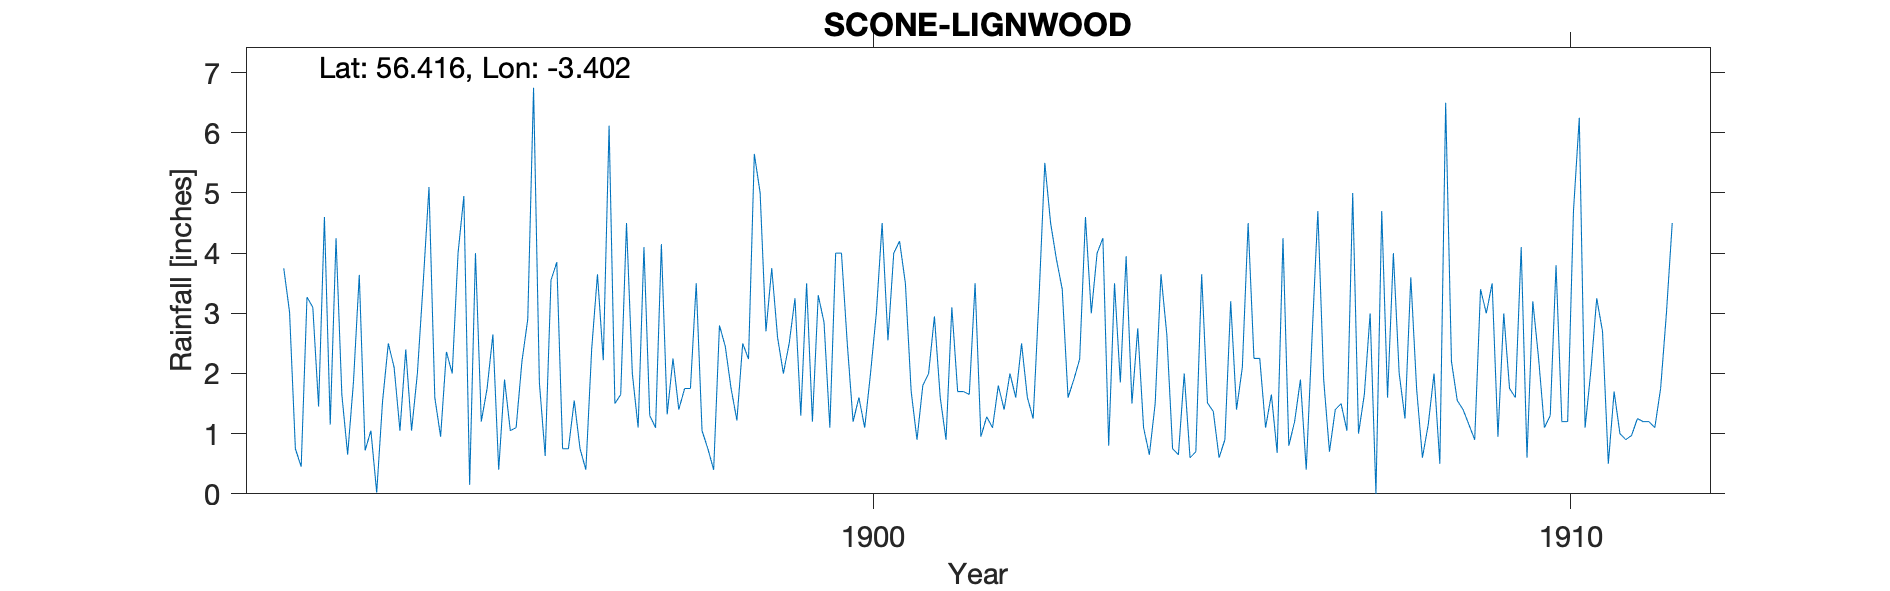 SCONE-LIGNWOOD
Lat: 56.416, Lon: -3.402
Rainfall [inches]
7
6
5
4
3
2
1
0
1900
1910
Year